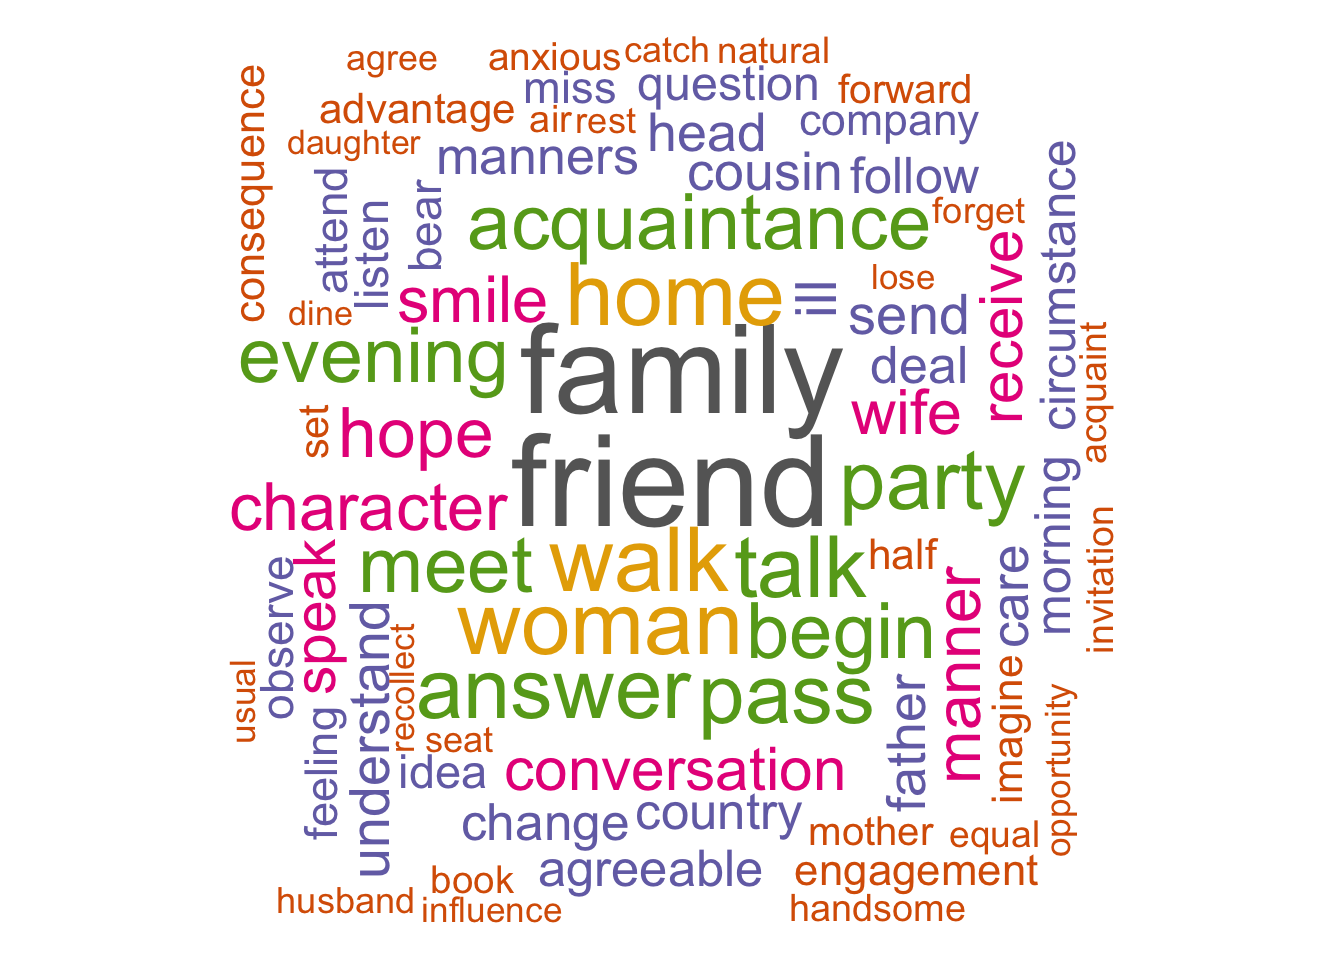 agree
anxious
catch
natural
miss
question
forward
consequence
advantage
air
rest
head
company
daughter
manners
cousin
follow
circumstance
attend
listen
bear
acquaintance
forget
receive
dine
smile
home
ill
lose
send
evening
family
deal
acquaint
set
hope
wife
friend
party
morning
character
invitation
speak
meet
walk
talk
half
care
observe
understand
woman
begin
manner
usual
recollect
answer
pass
father
imagine
opportunity
feeling
seat
idea
conversation
change
country
mother
equal
agreeable
engagement
husband
book
influence
handsome